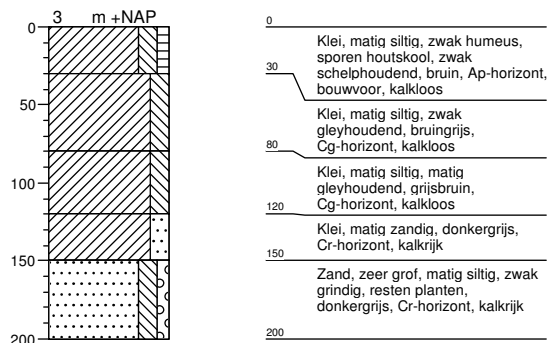 3 m +NAP
0
50
100
150
200
0
Klei, matig siltig, zwak humeus,
sporen houtskool, zwak
schelphoudend, bruin, Ap-horizont,
bouwvoor, kalkloos
30
Klei, matig siltig, zwak
gleyhoudend, bruingrijs,
Cg-horizont, kalkloos
80
Klei, matig siltig, matig
gleyhoudend, grijsbruin,
Cg-horizont, kalkloos
120
Klei, matig zandig, donkergrijs,
Cr-horizont, kalkrijk
150
Zand, zeer grof, matig siltig, zwak
grindig, resten planten,
donkergrijs, Cr-horizont, kalkrijk
200